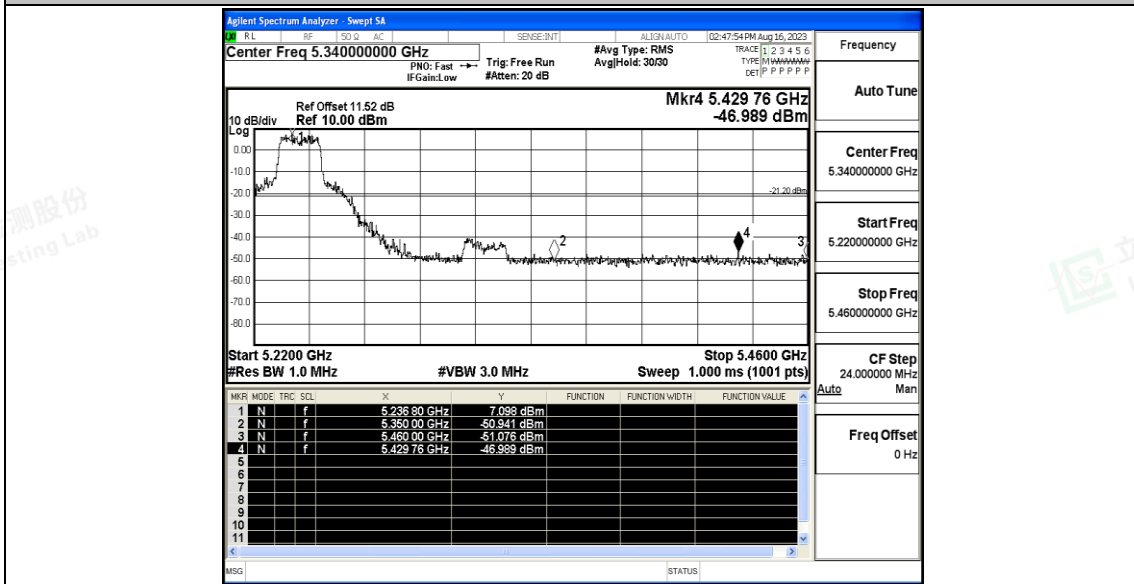 Agilent Spectrum Analyzer - Swept SA
RL RF 50 Ω AC SENSE:INT ALIGN AUTO 02:47:54 PM Aug 16, 2023
Center Freq 5.340000000 GHz
PNO: Fast
IFGain:Low
Trig: Free Run
#Atten: 20 dB
#Avg Type: RMS
Avg|Hold: 30/30
TRACE 1 2 3 4 5 6
TYPE M
DET P P P P P P
Ref Offset 11.52 dB
10 dB/div Ref 10.00 dBm
Mkr4 5.429 76 GHz
-46.989 dBm
Log
0.00
-10.0
-20.0
-30.0
-40.0
-50.0
-60.0
-70.0
-80.0
-21.20 dBm
1
2
4
3
Start 5.2200 GHz Stop 5.4600 GHz
#Res BW 1.0 MHz #VBW 3.0 MHz Sweep 1.000 ms (1001 pts)
MKR MODE TRC SCL X Y FUNCTION FUNCTION WIDTH FUNCTION VALUE
1 N f 5.236 80 GHz 7.098 dBm
2 N f 5.350 00 GHz -50.941 dBm
3 N f 5.460 00 GHz -51.076 dBm
4 N f 5.429 76 GHz -46.989 dBm
5
6
7
8
9
10
11
MSG STATUS
Frequency
Auto Tune
Center Freq
5.340000000 GHz
Start Freq
5.220000000 GHz
Stop Freq
5.460000000 GHz
CF Step
24.000000 MHz
Auto Man
Freq Offset
0 Hz
测股份
sting Lab
立
LCS